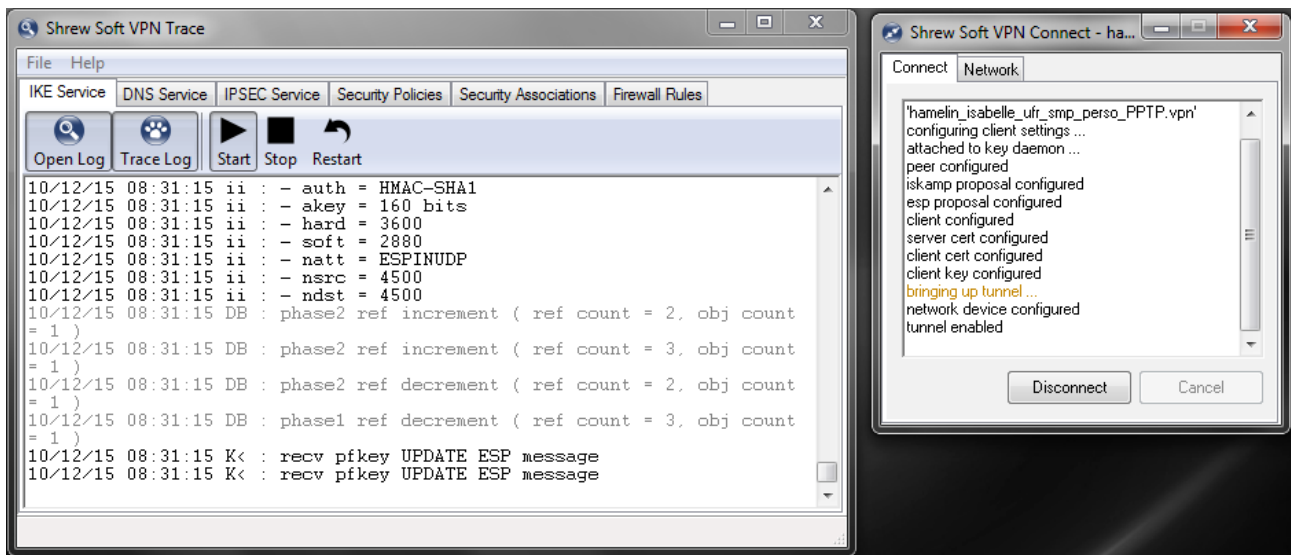 Shrew Soft VPN Trace
File Help
IKE Service DNS Service IPSEC Service Security Policies Security Associations Firewall Rules
Open Log Trace Log Start Stop Restart
10/12/15 08:31:15 ii : - auth = HMAC-SHA1
10/12/15 08:31:15 ii : - akey = 160 bits
10/12/15 08:31:15 ii : - hard = 3600
10/12/15 08:31:15 ii : - soft = 2880
10/12/15 08:31:15 ii : - natt = ESPINUDP
10/12/15 08:31:15 ii : - nsrc = 4500
10/12/15 08:31:15 ii : - ndst = 4500
10/12/15 08:31:15 DB : phase2 ref increment ( ref count = 2, obj count
= 1 )
10/12/15 08:31:15 DB : phase2 ref increment ( ref count = 3, obj count
= 1 )
10/12/15 08:31:15 DB : phase2 ref decrement ( ref count = 2, obj count
= 1 )
10/12/15 08:31:15 DB : phase1 ref decrement ( ref count = 3, obj count
= 1 )
10/12/15 08:31:15 K< : recv pfkey UPDATE ESP message
10/12/15 08:31:15 K< : recv pfkey UPDATE ESP message
Shrew Soft VPN Connect - ha...
Connect Network
'hamelin_isabelle_ufr_smp_perso_PPTP.vpn'
configuring client settings ...
attached to key daemon ...
peer configured
iskamp proposal configured
esp proposal configured
client configured
server cert configured
client cert configured
client key configured
bringing up tunnel ...
network device configured
tunnel enabled
Disconnect Cancel